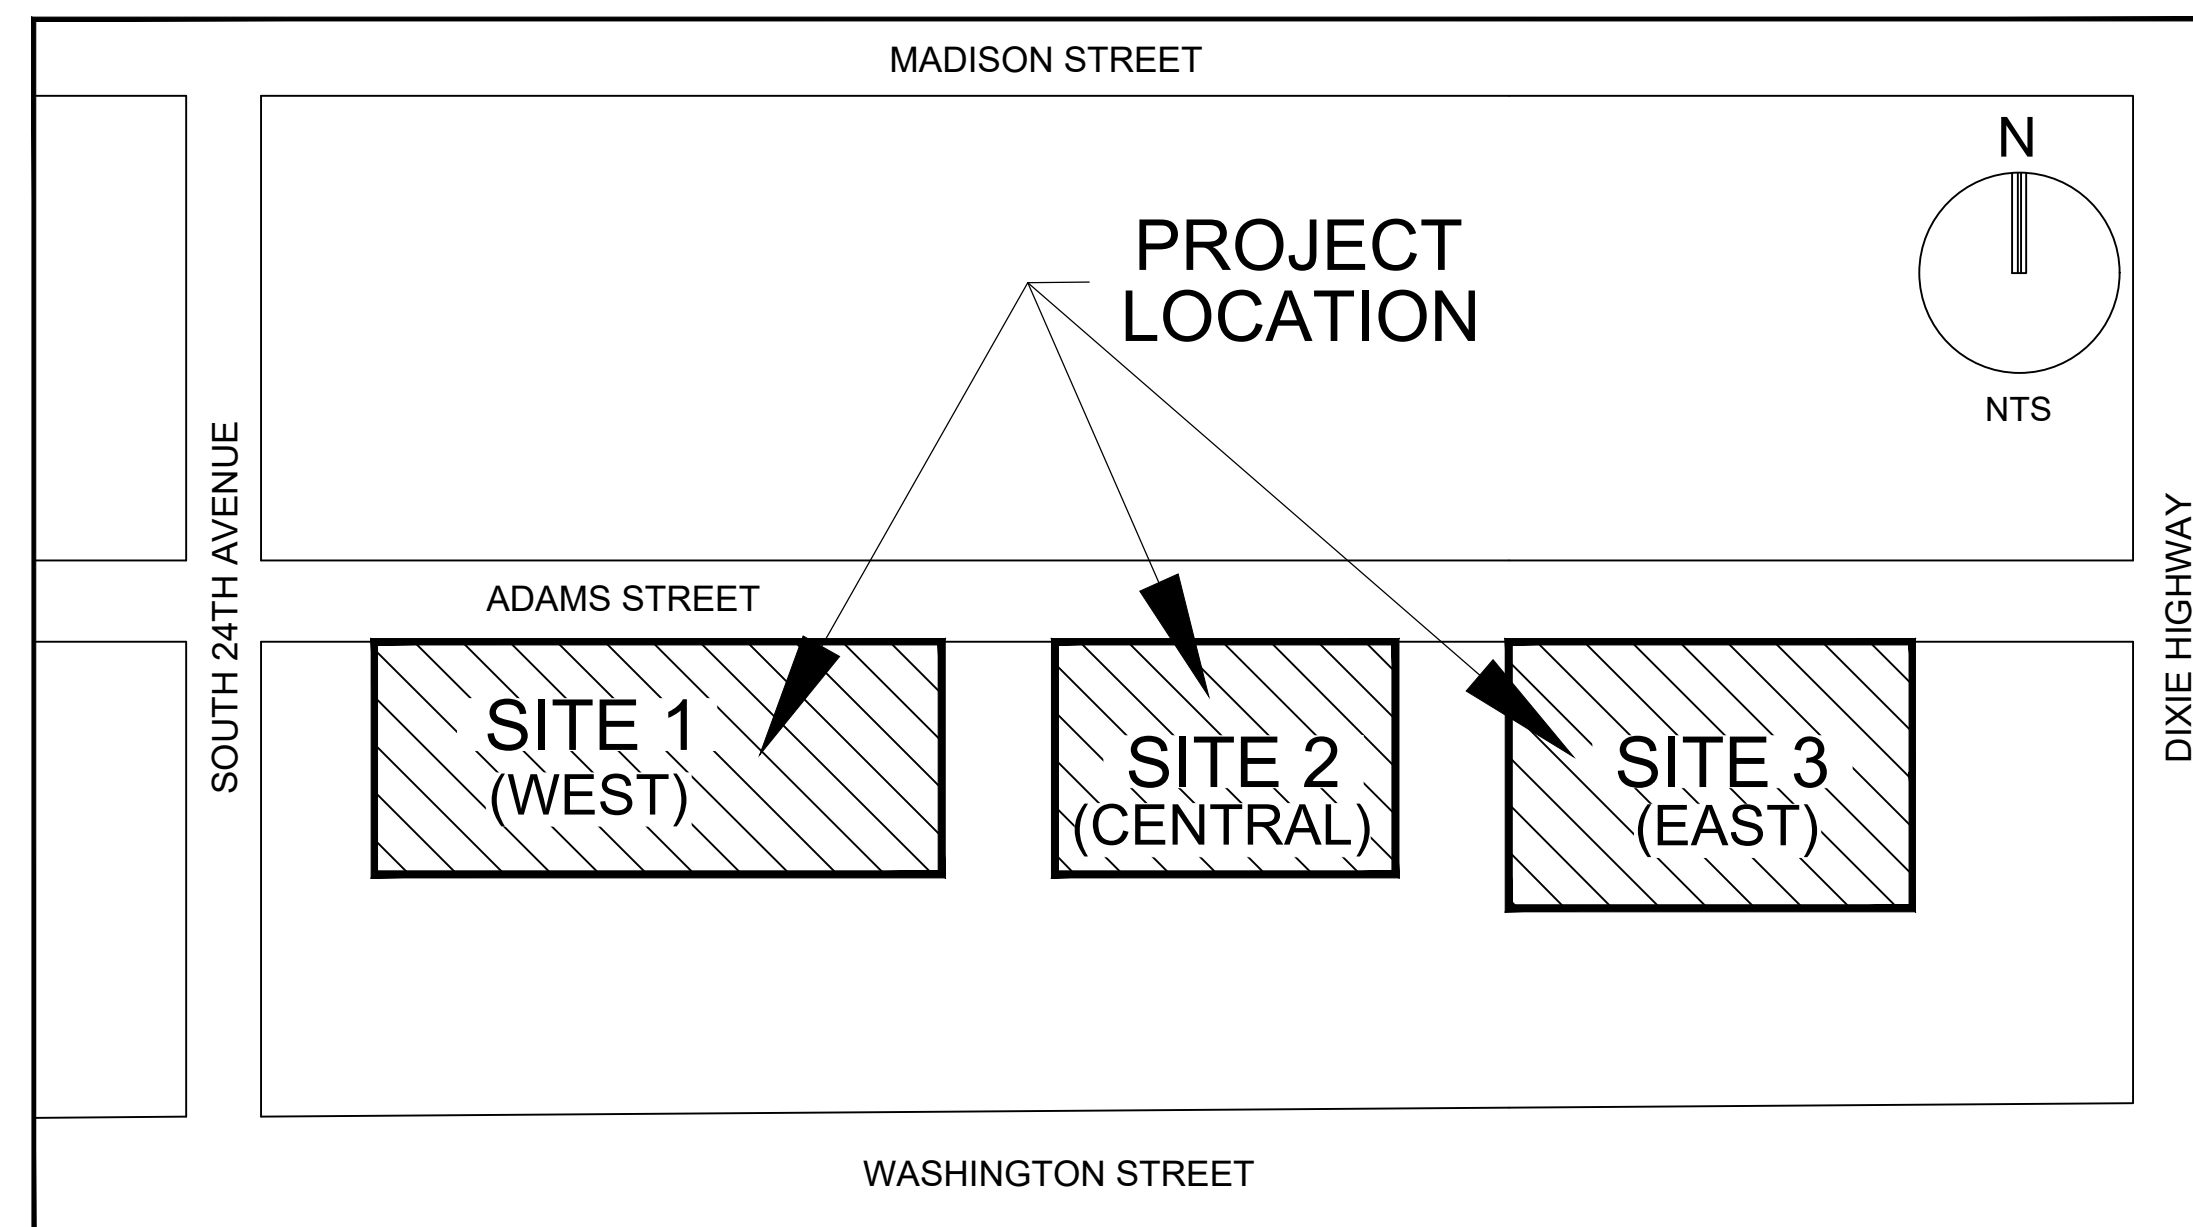 MADISON STREET
N
PROJECT
LOCATION
NTS
SOUTH 24TH AVENUE
DIXIE HIGHWAY
ADAMS STREET
SITE 1
(WEST)
SITE 2
(CENTRAL)
SITE 3
(EAST)
WASHINGTON STREET